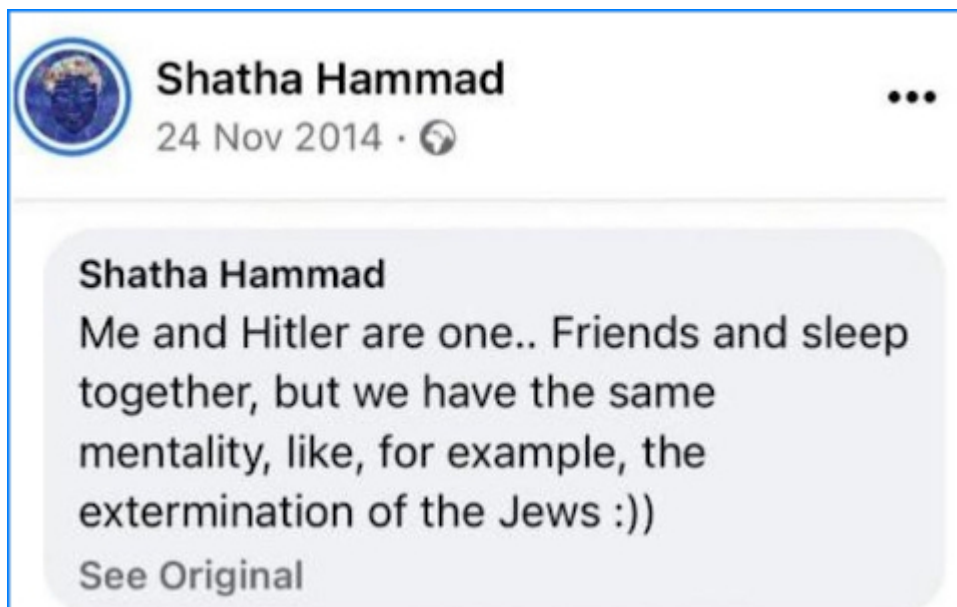 Shatha Hammad
24 Nov 2014 ·
Shatha Hammad
Me and Hitler are one.. Friends and sleep
together, but we have the same
mentality, like, for example, the
extermination of the Jews :))
See Original